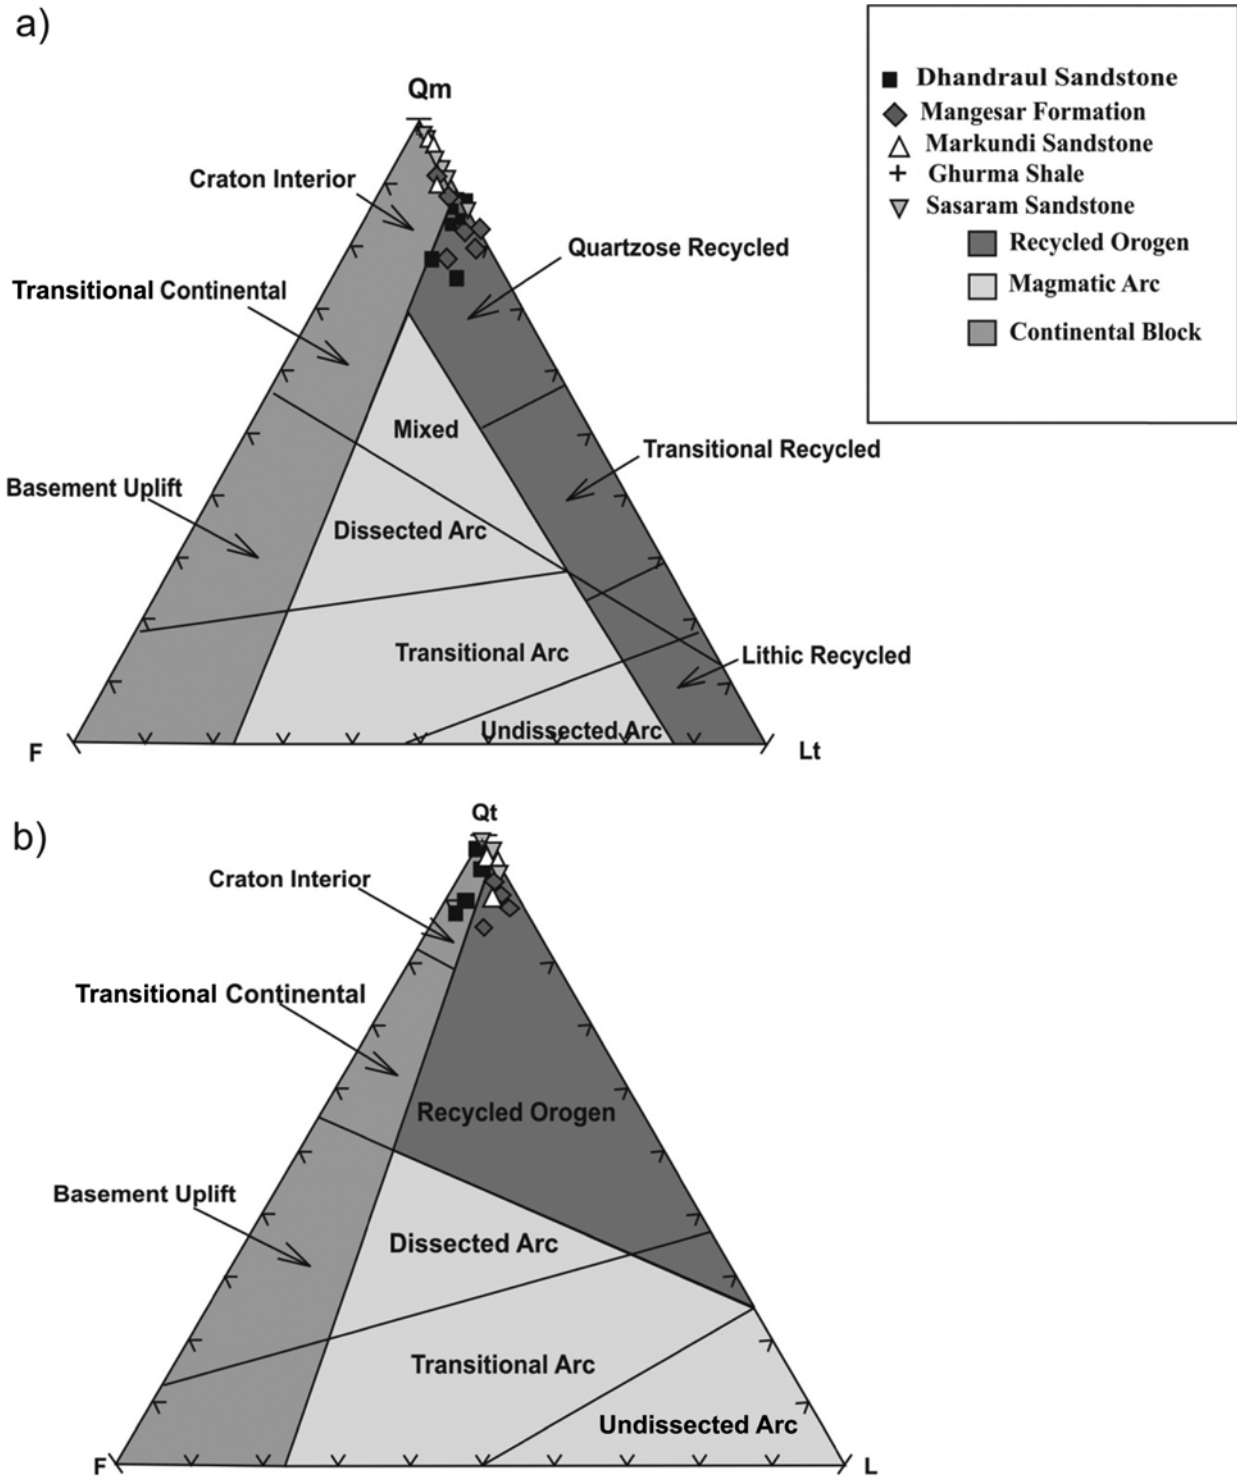 a)
Qm
Craton Interior
Transitional Continental
Quartzose Recycled
Mixed
Transitional Recycled
Basement Uplift
Dissected Arc
Transitional Arc
Lithic Recycled
Undissected Arc
F
Lt
Dhandraul Sandstone
Mangesar Formation
Markundi Sandstone
Ghurma Shale
Sasaram Sandstone
Recycled Orogen
Magmatic Arc
Continental Block
b)
Qt
Craton Interior
Transitional Continental
Recycled Orogen
Basement Uplift
Dissected Arc
Transitional Arc
Undissected Arc
F
L